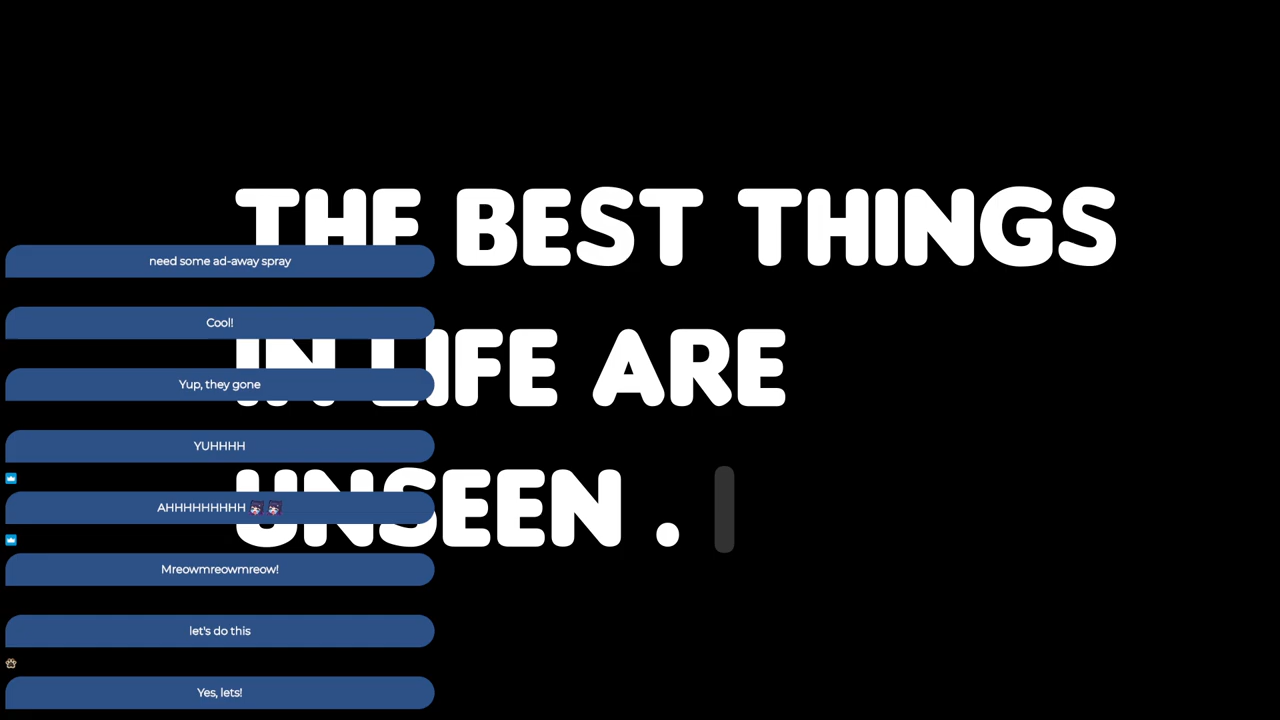 THE BEST THINGS
IN LIFE ARE
UNSEEN .
need some ad-away spray
Cool!
Yup, they gone
YUHHHH
AHHHHHHHHH
Mreowmreowmreow!
let's do this
Yes, lets!